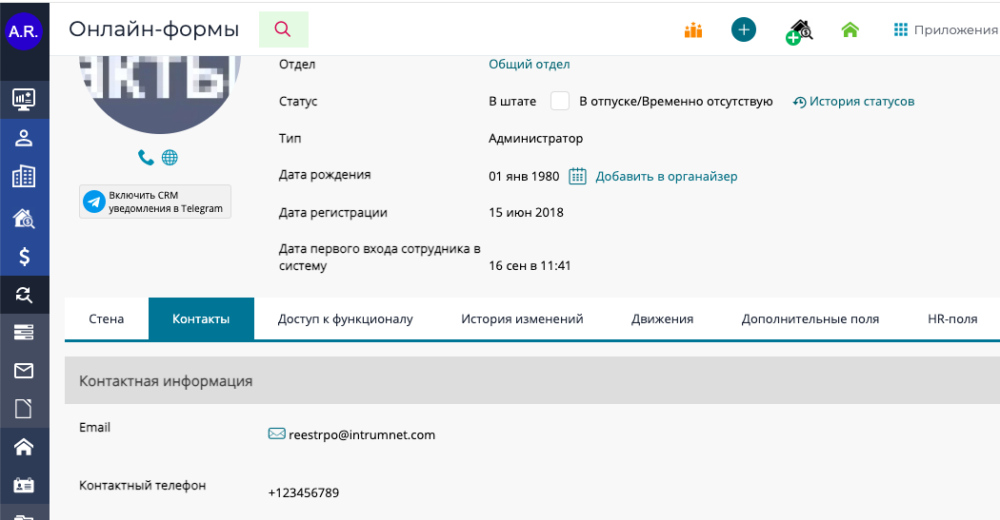 A.R.
Онлайн-формы
Приложения
Отдел
Общий отдел
Статус
В штате
В отпуске/Временно отсутствую
История статусов
Тип
Администратор
Дата рождения
01 янв 1980
Добавить в органайзер
Включить CRM
уведомления в Telegram
Дата регистрации
15 июн 2018
Дата первого входа сотрудника в
систему
16 сен в 11:41
Стена
Контакты
Доступ к функционалу
История изменений
Движения
Дополнительные поля
HR-поля
Контактная информация
Email
reestrpo@intrumnet.com
Контактный телефон
+123456789